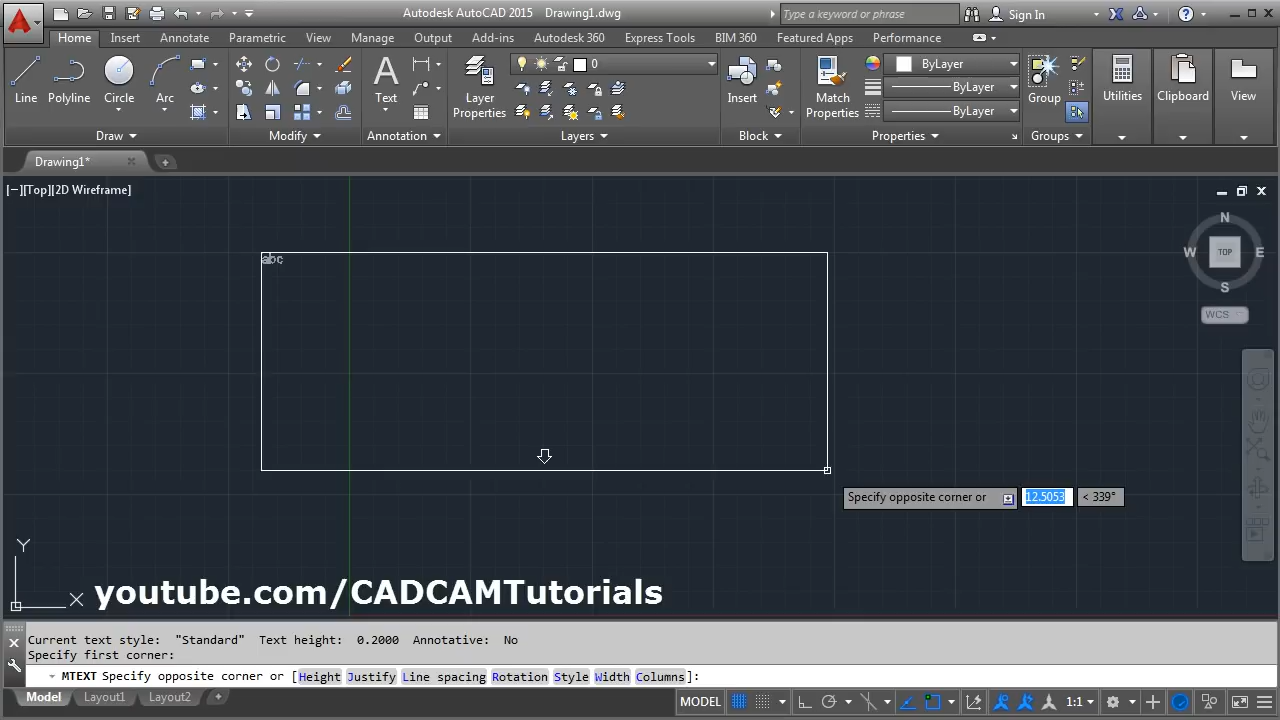 Autodesk AutoCAD 2015 Drawing1.dwg
Type a keyword or phrase
Sign In
Home Insert Annotate Parametric View Manage Output Add-ins Autodesk 360 Express Tools BIM 360 Featured Apps Performance
Line Polyline Circle Arc Text Layer Properties 0 Insert Match Properties ByLayer ByLayer ByLayer Group Utilities Clipboard View
Draw Modify Annotation Layers Block Properties Groups
Drawing1*
[−][Top][2D Wireframe]
N
W TOP E
S
WCS
abc
Specify opposite corner or 12.5053 < 339°
Y
X
youtube.com/CADCAMTutorials
Current text style: "Standard" Text height: 0.2000 Annotative: No
Specify first corner:
MTEXT Specify opposite corner or [Height Justify Line spacing Rotation Style Width Columns]:
Model Layout1 Layout2 + MODEL 1:1